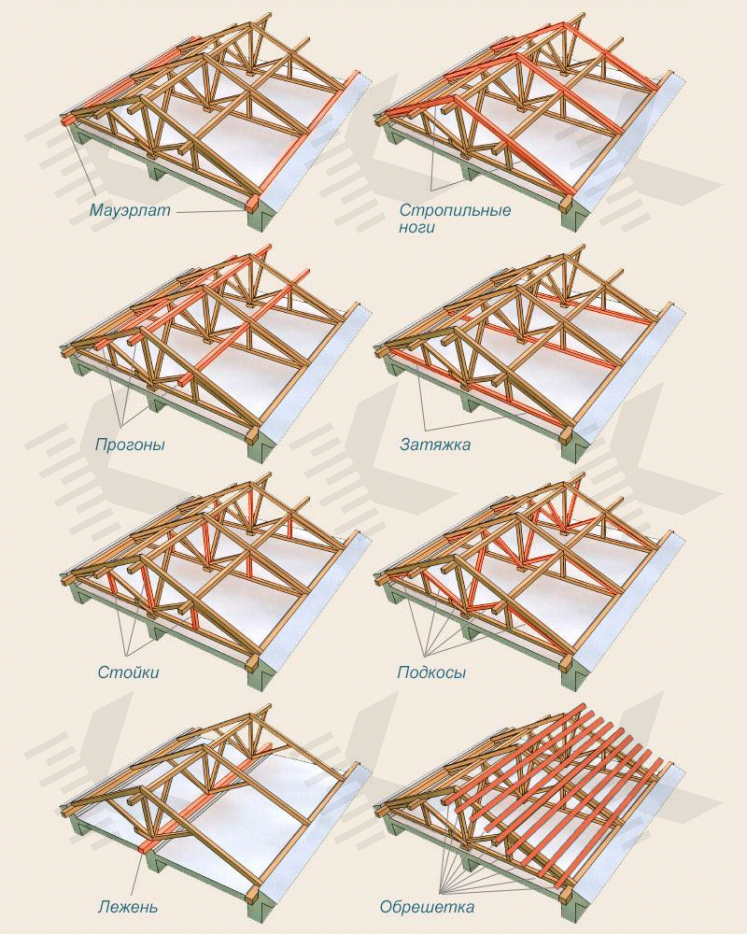 Мауэрлат
Стропильные
ноги
Прогоны
Затяжка
Стойки
Подкосы
Лежень
Обрешетка